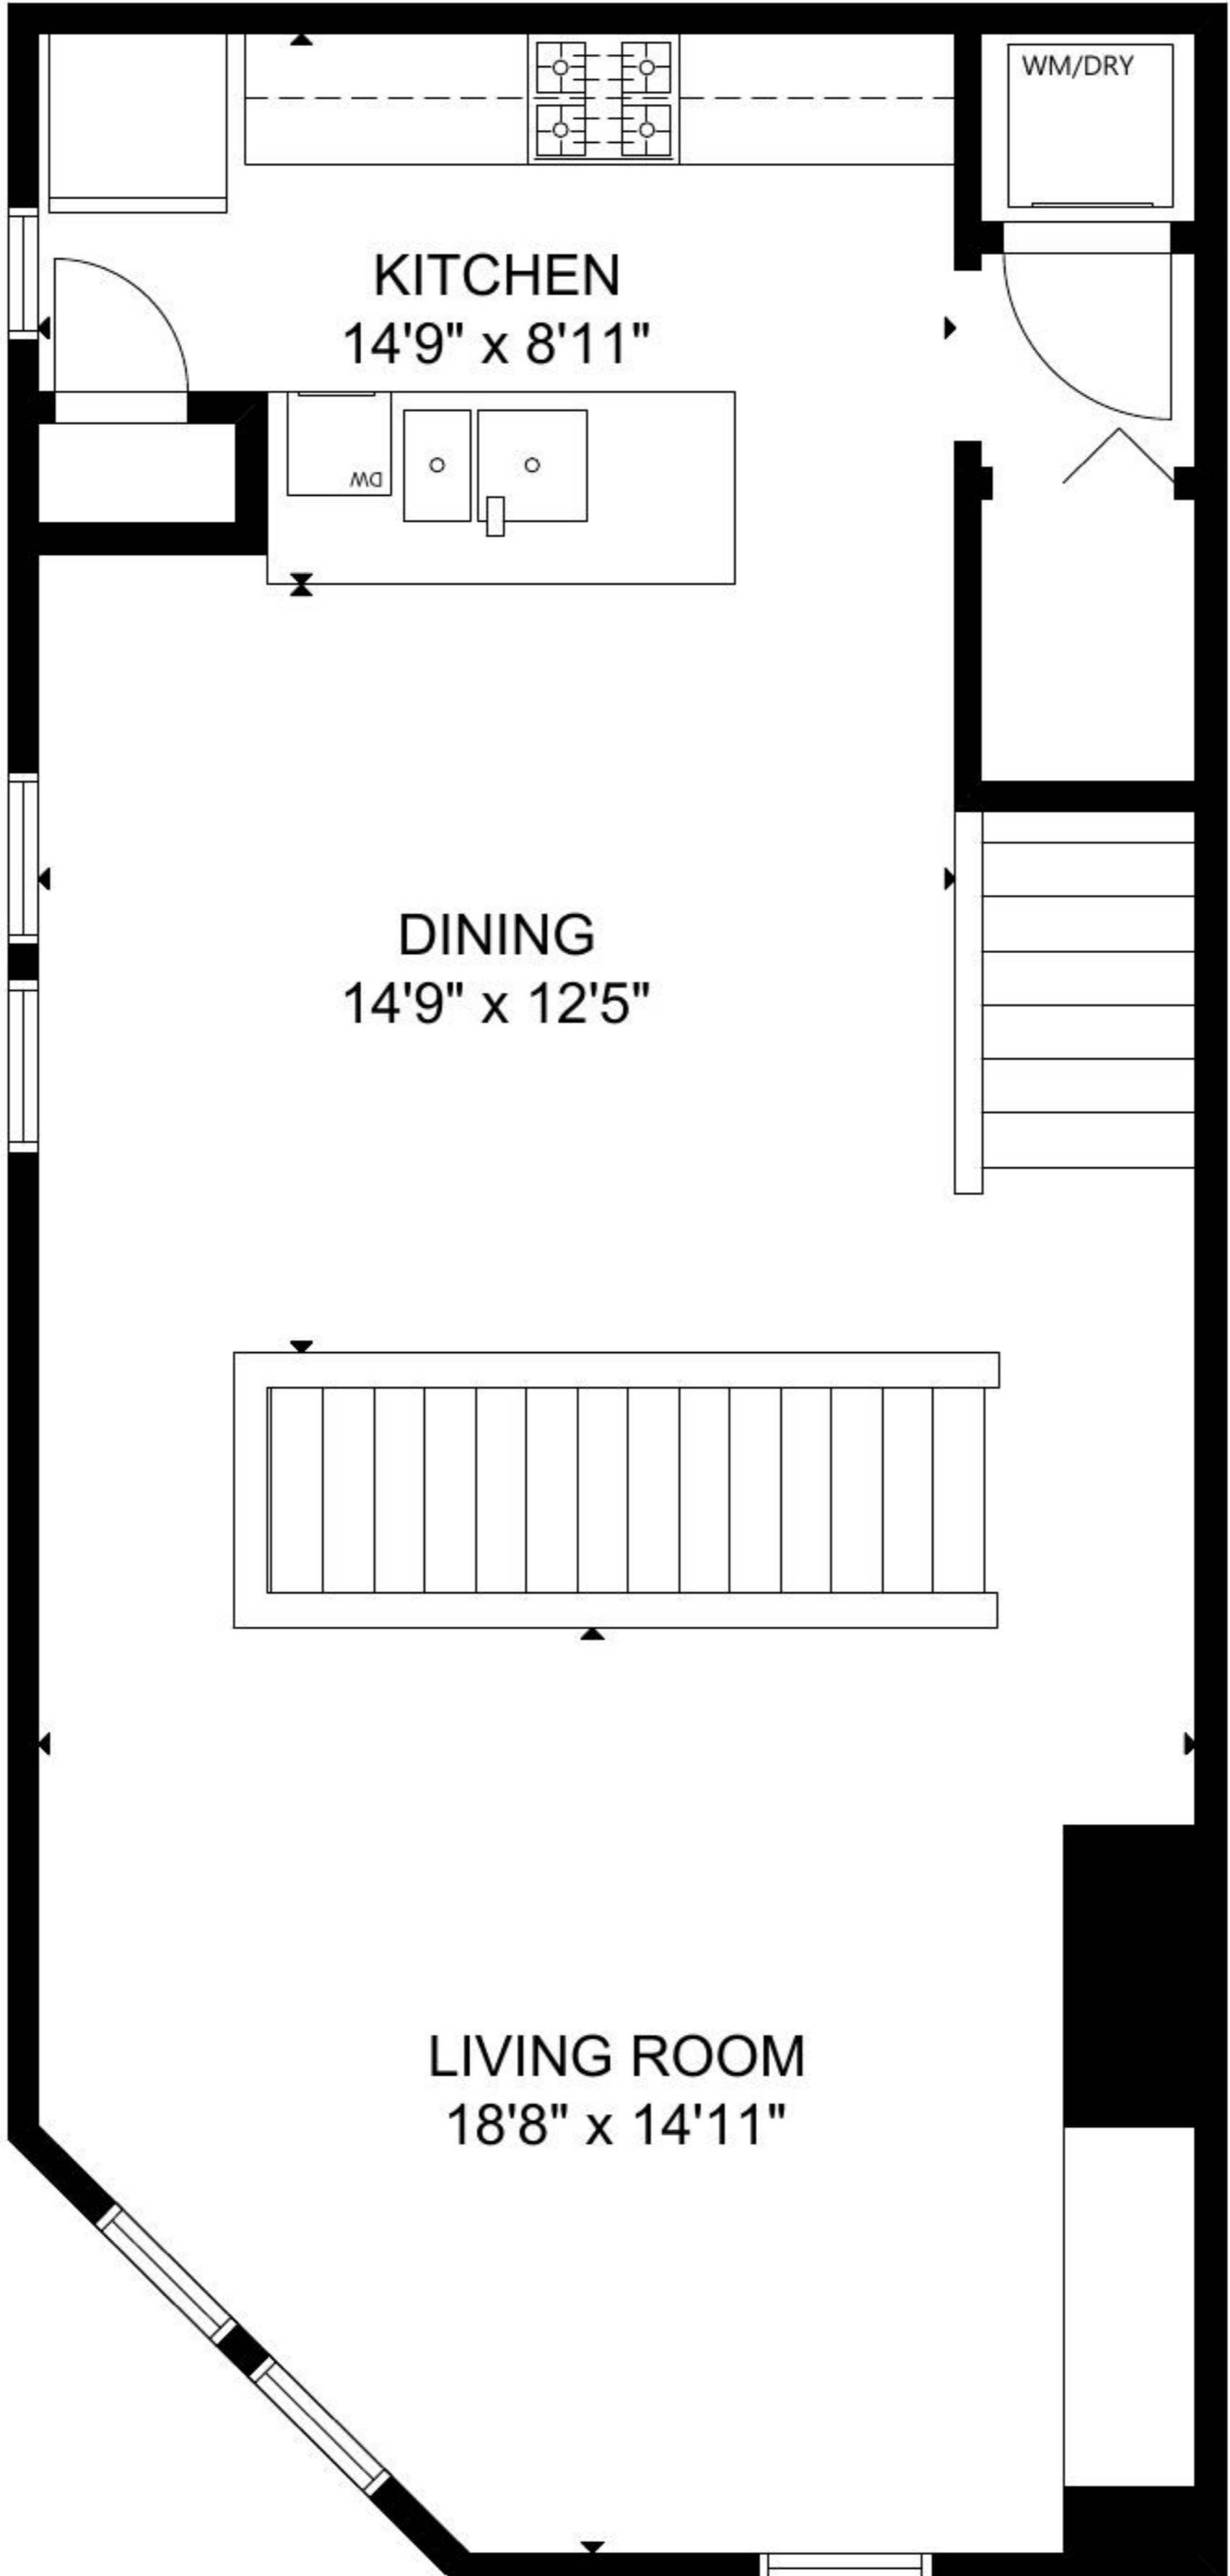 WM/DRY
KITCHEN
14'9" x 8'11"
DW
DINING
14'9" x 12'5"
LIVING ROOM
18'8" x 14'11"